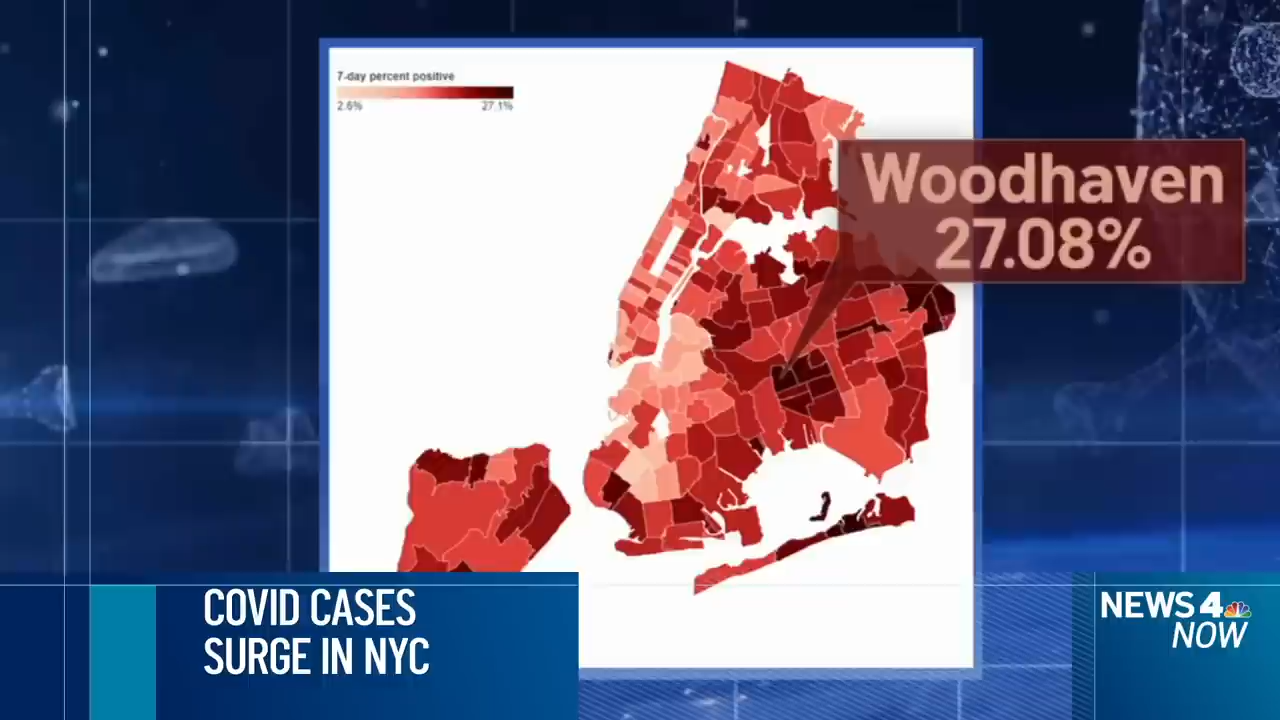 7-day percent positive
2.6% 27.1%
Woodhaven
27.08%
COVID CASES
SURGE IN NYC
NEWS 4
NOW